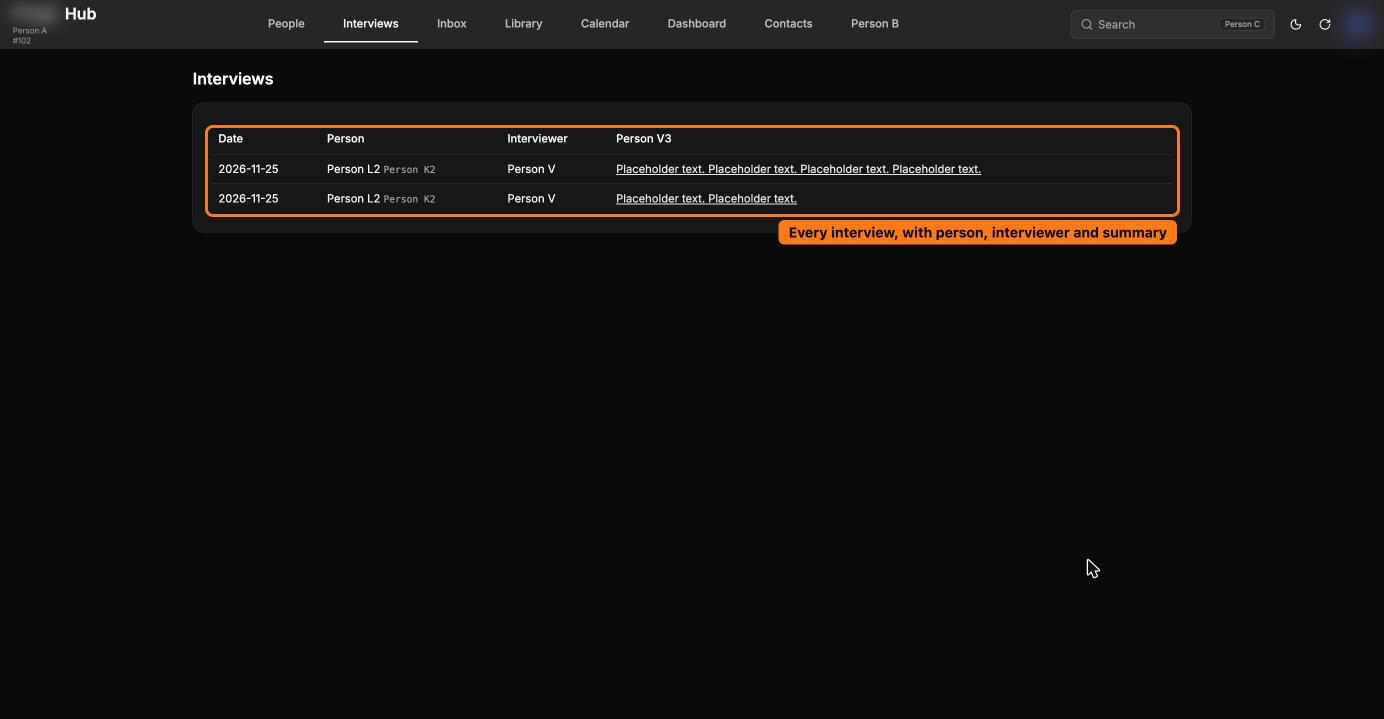 Hub
Person A
#102
People Interviews Inbox Library Calendar Dashboard Contacts Person B
Search Person C
Interviews
Date Person Interviewer Person V3
2026-11-25 Person L2 Person K2 Person V Placeholder text. Placeholder text. Placeholder text. Placeholder text.
2026-11-25 Person L2 Person K2 Person V Placeholder text. Placeholder text.
Every interview, with person, interviewer and summary